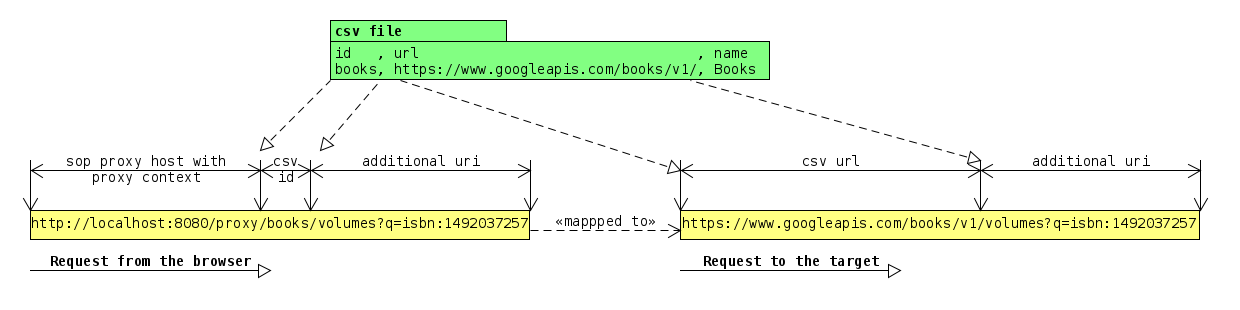 csv file
id   , url                                  , name
books, https://www.googleapis.com/books/v1/, Books
sop proxy host with
proxy context
csv
id
additional uri
csv url
additional uri
http://localhost:8080/proxy/books/volumes?q=isbn:1492037257
«mappped to»
https://www.googleapis.com/books/v1/volumes?q=isbn:1492037257
Request from the browser
Request to the target